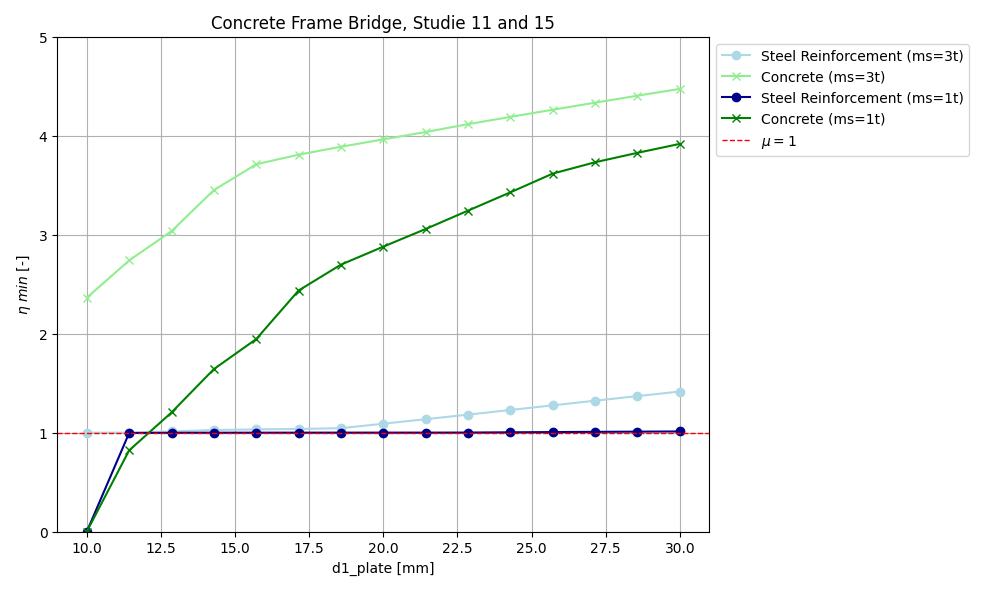 Concrete Frame Bridge, Studie 11 and 15
5
4
3
2
1
0
η min [-]
10.0 12.5 15.0 17.5 20.0 22.5 25.0 27.5 30.0
d1_plate [mm]
Steel Reinforcement (ms=3t)
Concrete (ms=3t)
Steel Reinforcement (ms=1t)
Concrete (ms=1t)
μ = 1